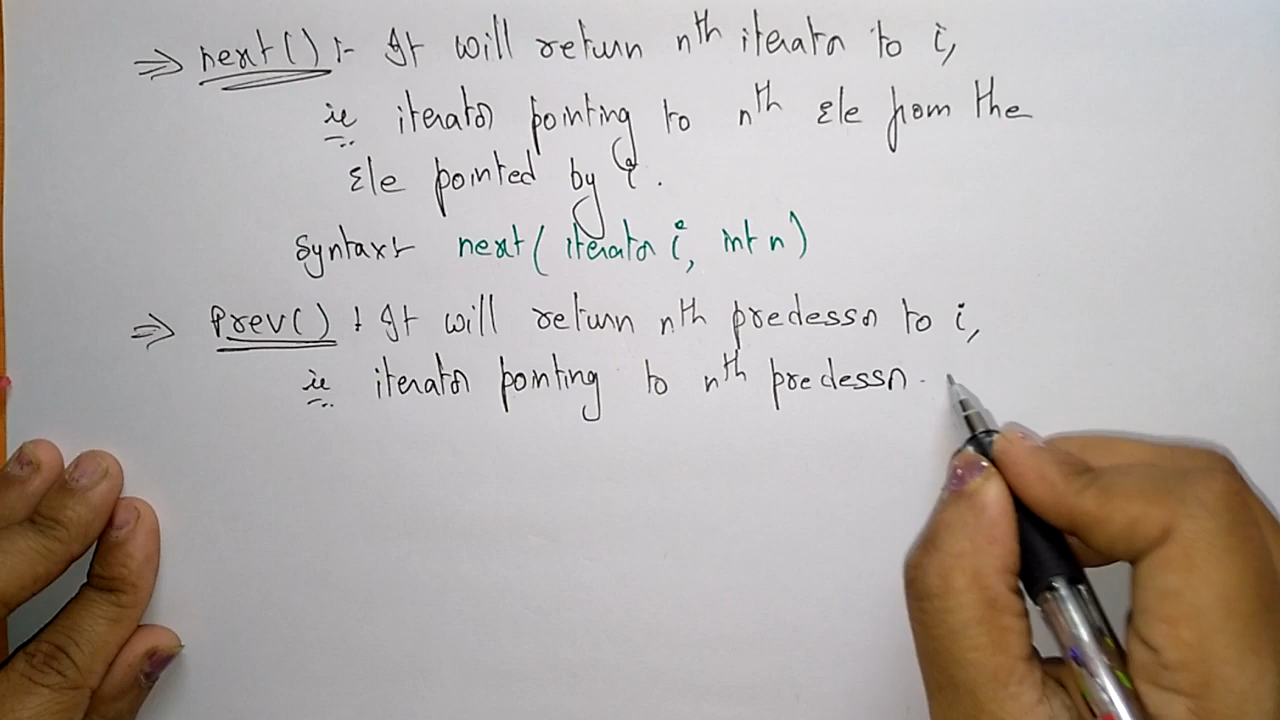 ⇒ next() :- It will return nth iterator to i,
ie iterator pointing to nth Ele from the
Ele pointed by i.
Syntax:- next( iterator i, int n)
⇒ Prev() : It will return nth predessor to i,
ie iterator pointing to nth predessor.